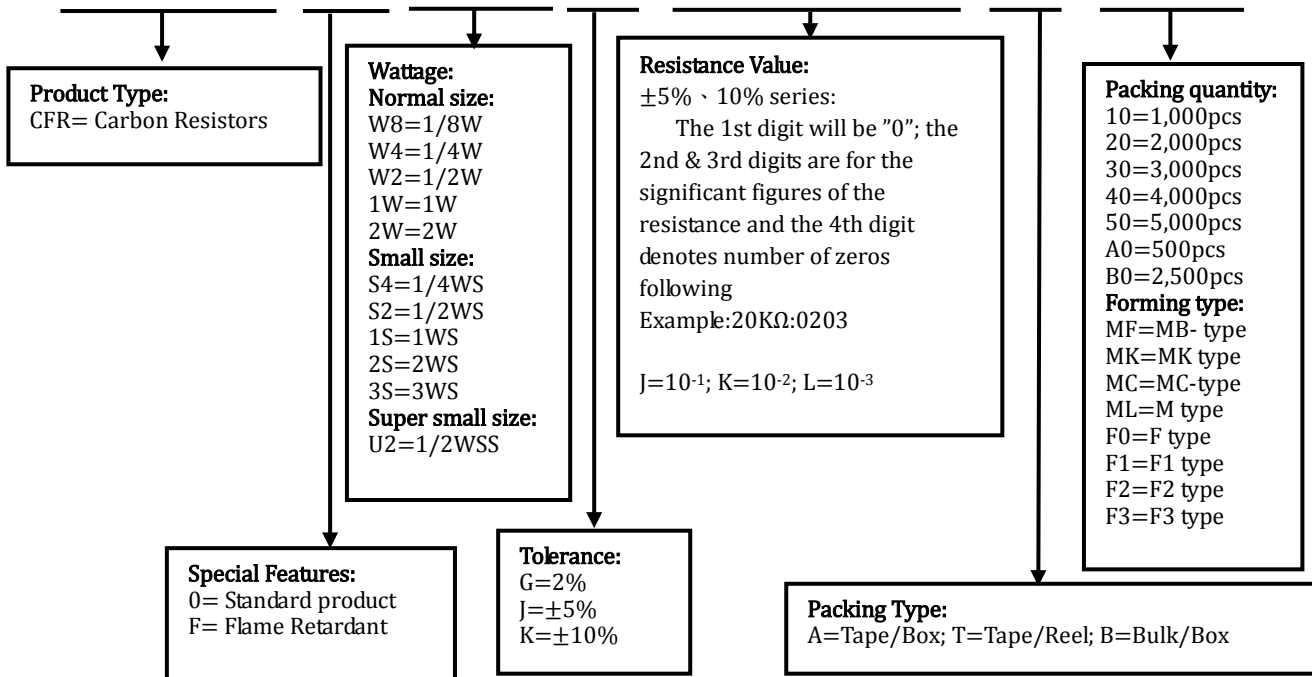 Product Type:
CFR= Carbon Resistors
Wattage:
Normal size:
W8=1/8W
W4=1/4W
W2=1/2W
1W=1W
2W=2W
Small size:
S4=1/4WS
S2=1/2WS
1S=1WS
2S=2WS
3S=3WS
Super small size:
U2=1/2WSS
Resistance Value:
±5%、10% series:
The 1st digit will be ”0”; the
2nd & 3rd digits are for the
significant figures of the
resistance and the 4th digit
denotes number of zeros
following
Example:20KΩ:0203
J=10⁻¹; K=10⁻²; L=10⁻³
Packing quantity:
10=1,000pcs
20=2,000pcs
30=3,000pcs
40=4,000pcs
50=5,000pcs
A0=500pcs
B0=2,500pcs
Forming type:
MF=MB- type
MK=MK type
MC=MC-type
ML=M type
F0=F type
F1=F1 type
F2=F2 type
F3=F3 type
Special Features:
0= Standard product
F= Flame Retardant
Tolerance:
G=2%
J=±5%
K=±10%
Packing Type:
A=Tape/Box; T=Tape/Reel; B=Bulk/Box